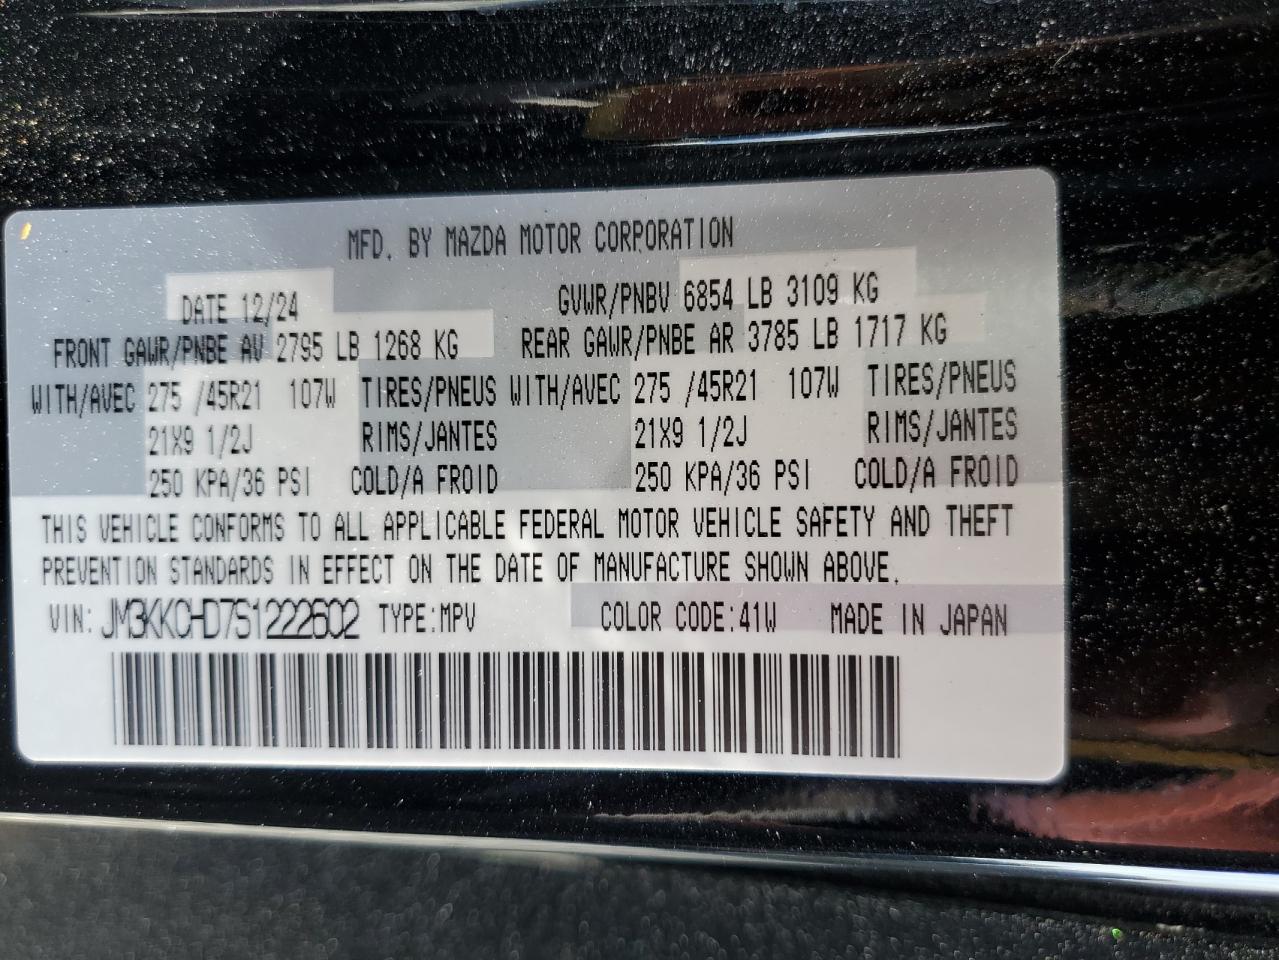 MFD. BY MAZDA MOTOR CORPORATION
DATE 12/24 GVWR/PNBV 6854 LB 3109 KG
FRONT GAWR/PNBE AV 2795 LB 1268 KG REAR GAWR/PNBE AR 3785 LB 1717 KG
WITH/AVEC 275 /45R21 107W TIRES/PNEUS WITH/AVEC 275 /45R21 107W TIRES/PNEUS
21X9 1/2J RIMS/JANTES 21X9 1/2J RIMS/JANTES
250 KPA/36 PSI COLD/A FROID 250 KPA/36 PSI COLD/A FROID
THIS VEHICLE CONFORMS TO ALL APPLICABLE FEDERAL MOTOR VEHICLE SAFETY AND THEFT
PREVENTION STANDARDS IN EFFECT ON THE DATE OF MANUFACTURE SHOWN ABOVE.
VIN: JM3KKCHD7S1222602 TYPE:MPV COLOR CODE:41W MADE IN JAPAN